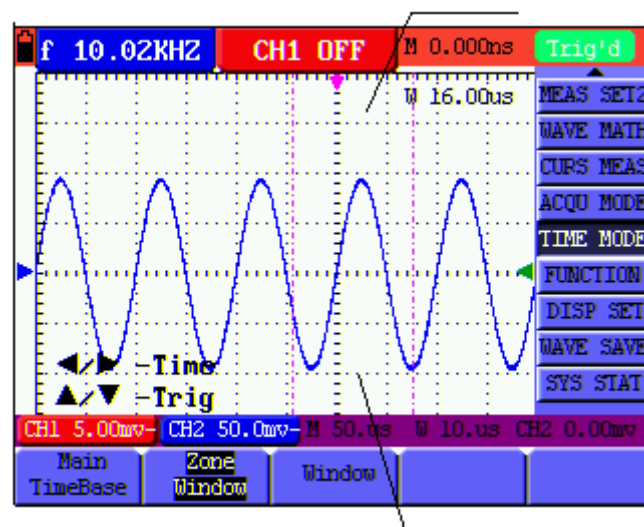 f 10.02KHZ CH1 OFF M 0.000ns Trig'd
W 16.00us
MEAS SET2
WAVE MATH
CURS MEAS
ACQU MODE
TIME MODE
FUNCTION
DISP SET
WAVE SAVE
SYS STAT
◀/▶ -Time
▲/▼ -Trig
CH1 5.00mv- CH2 50.0mv- M 50.us W 10.us CH2 0.00mv
Main TimeBase
Zone Window
Window